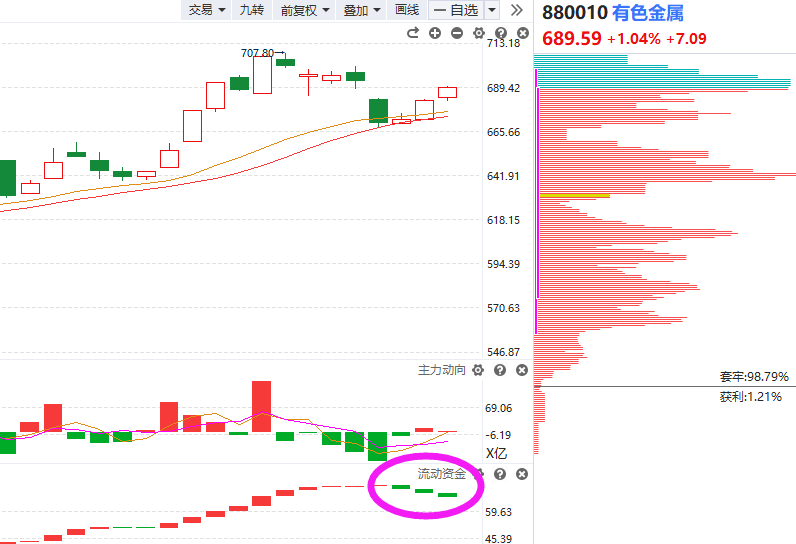 交易 九转 前复权 叠加 画线 一自选
880010 有色金属
689.59 +1.04% +7.09
707.80
713.18
689.42
665.66
641.91
618.15
594.39
570.63
546.87
套牢:98.79%
获利:1.21%
主力动向
69.06
-6.19
X亿
流动资金
59.63
45.39